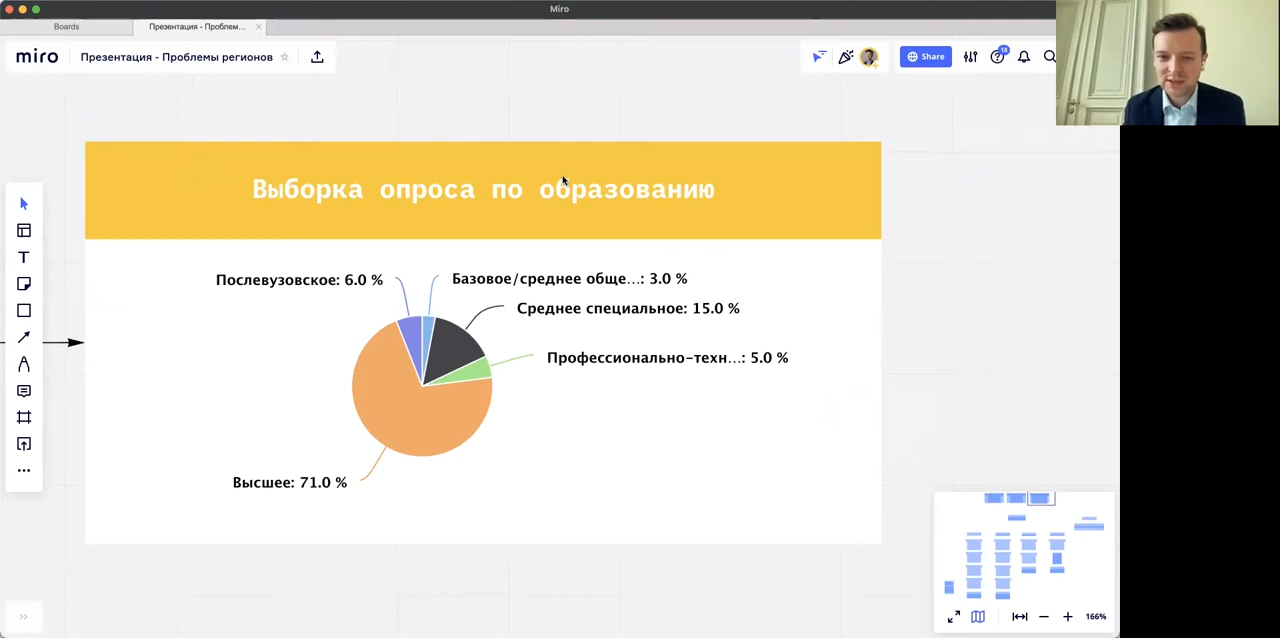 Miro
Boards
Презентация - Проблем...
miro
Презентация - Проблемы регионов
Share
13
Выборка опроса по образованию
Послевузовское: 6.0 %
Базовое/среднее обще...: 3.0 %
Среднее специальное: 15.0 %
Профессионально-техн...: 5.0 %
Высшее: 71.0 %
166%